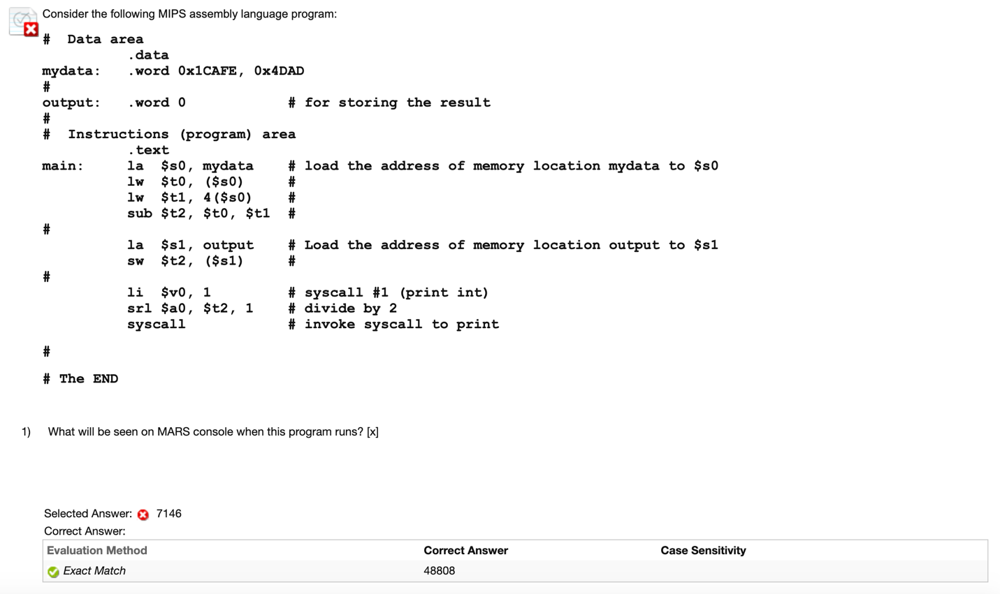 Consider the following MIPS assembly language program:
#  Data area
          .data
mydata:   .word 0x1CAFE, 0x4DAD
#
output:   .word 0            # for storing the result
#
#  Instructions (program) area
          .text
main:     la  $s0, mydata    # load the address of memory location mydata to $s0
          lw  $t0, ($s0)     #
          lw  $t1, 4($s0)    #
          sub $t2, $t0, $t1  #
#
          la  $s1, output    # Load the address of memory location output to $s1
          sw  $t2, ($s1)     #
#
          li  $v0, 1         # syscall #1 (print int)
          srl $a0, $t2, 1    # divide by 2
          syscall            # invoke syscall to print
#
# The END
1) What will be seen on MARS console when this program runs? [x]
Selected Answer: 7146
Correct Answer:
Evaluation Method Correct Answer Case Sensitivity
Exact Match 48808